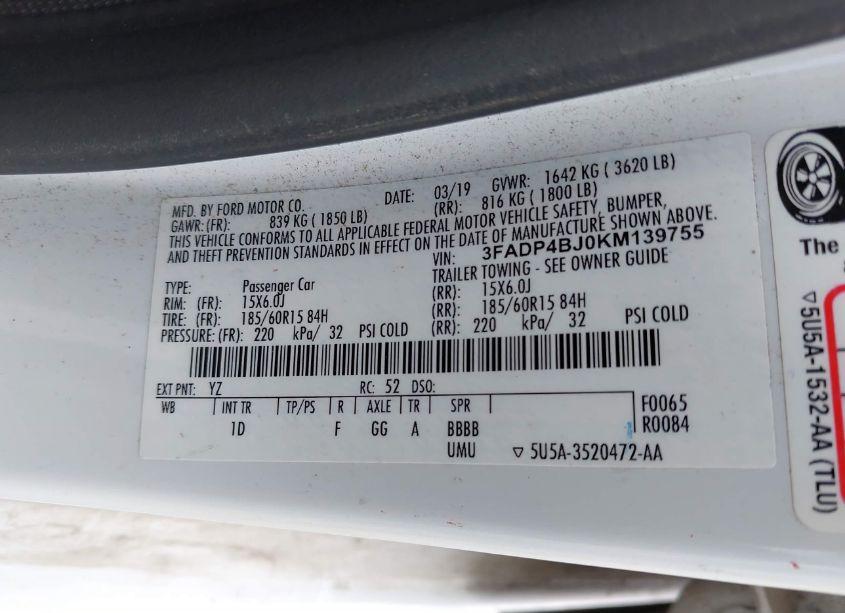 MFD. BY FORD MOTOR CO. DATE: 03/19 GVWR: 1642 KG ( 3620 LB)
GAWR: (FR): 839 KG ( 1850 LB) (RR): 816 KG ( 1800 LB)
THIS VEHICLE CONFORMS TO ALL APPLICABLE FEDERAL MOTOR VEHICLE SAFETY, BUMPER,
AND THEFT PREVENTION STANDARDS IN EFFECT ON THE DATE OF MANUFACTURE SHOWN ABOVE.
VIN: 3FADP4BJ0KM139755
TRAILER TOWING - SEE OWNER GUIDE
TYPE: Passenger Car
RIM: (FR): 15X6.0J (RR): 15X6.0J
TIRE: (FR): 185/60R15 84H (RR): 185/60R15 84H
PRESSURE: (FR): 220 kPa/ 32 PSI COLD (RR): 220 kPa/ 32 PSI COLD
EXT PNT: YZ RC: 52 DSO:
WB INT TR TP/PS R AXLE TR SPR F0065
1D F GG A BBBB R0084
UMU ▽ 5U5A-3520472-AA
The
▽5U5A-1532-AA (TLU)